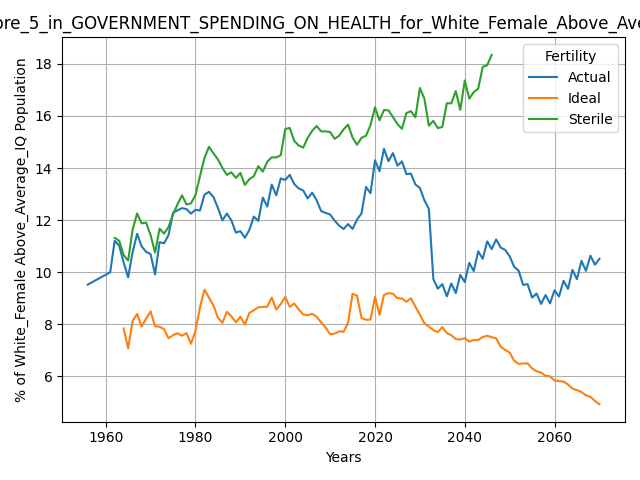 ore_5_in_GOVERNMENT_SPENDING_ON_HEALTH_for_White_Female_Above_Ave
Fertility
Actual
Ideal
Sterile
% of White_Female Above_Average_IQ Population
18
16
14
12
10
8
6
1960
1980
2000
2020
2040
2060
Years